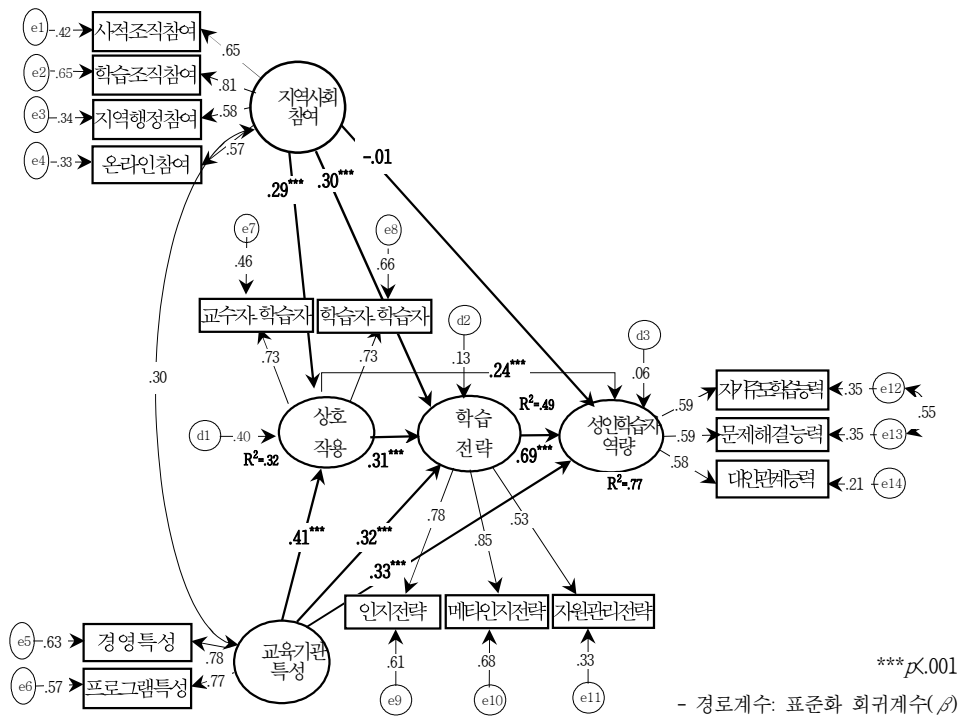 e1
.42
사적조직참여
.65
e2
.65
학습조직참여
.81
e3
.34
지역행정참여
.58
e4
.33
온라인참여
.57
지역사회
참여
-.01
.29***
.30***
e7
.46
e8
.66
교수자-학습자
학습자-학습자
d2
.13
d3
.06
.73
.73
.24***
.30
d1
.40
상호
작용
R²=.32
.31***
학습
전략
R²=.49
.69***
성인학습자
역량
R²=.77
.59
자기주도학습능력
.35
e12
.55
.59
문제해결능력
.35
e13
.58
대인관계능력
.21
e14
.41***
.32***
.33***
.78
.85
.53
인지전략
메타인지전략
자원관리전략
.61
e9
.68
e10
.33
e11
e5
.63
경영특성
.78
e6
.57
프로그램특성
.77
교육기관
특성
***p<.001
- 경로계수: 표준화 회귀계수(β)